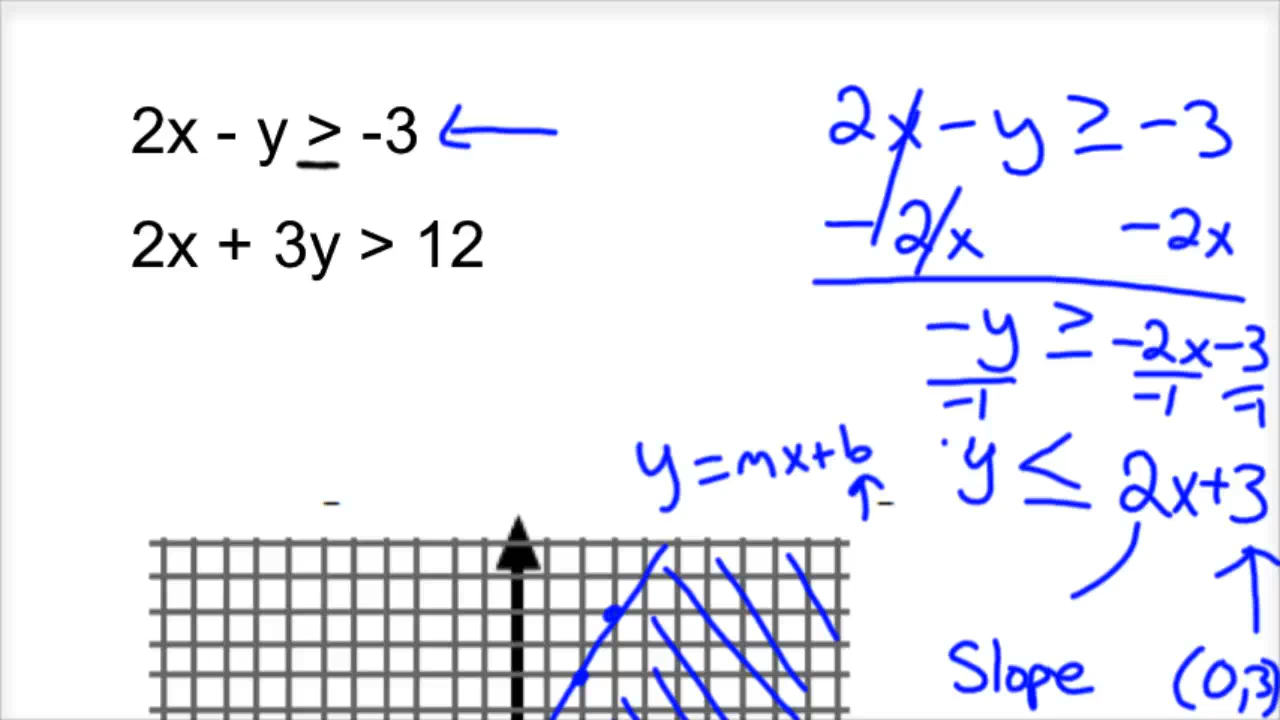 2x - y ≥ -3
2x + 3y > 12
2x - y ≥ -3
-2x -2x
-y ≥ -2x-3
-1 -1 -1
y = mx+b
y ≤ 2x+3
Slope (0,3)